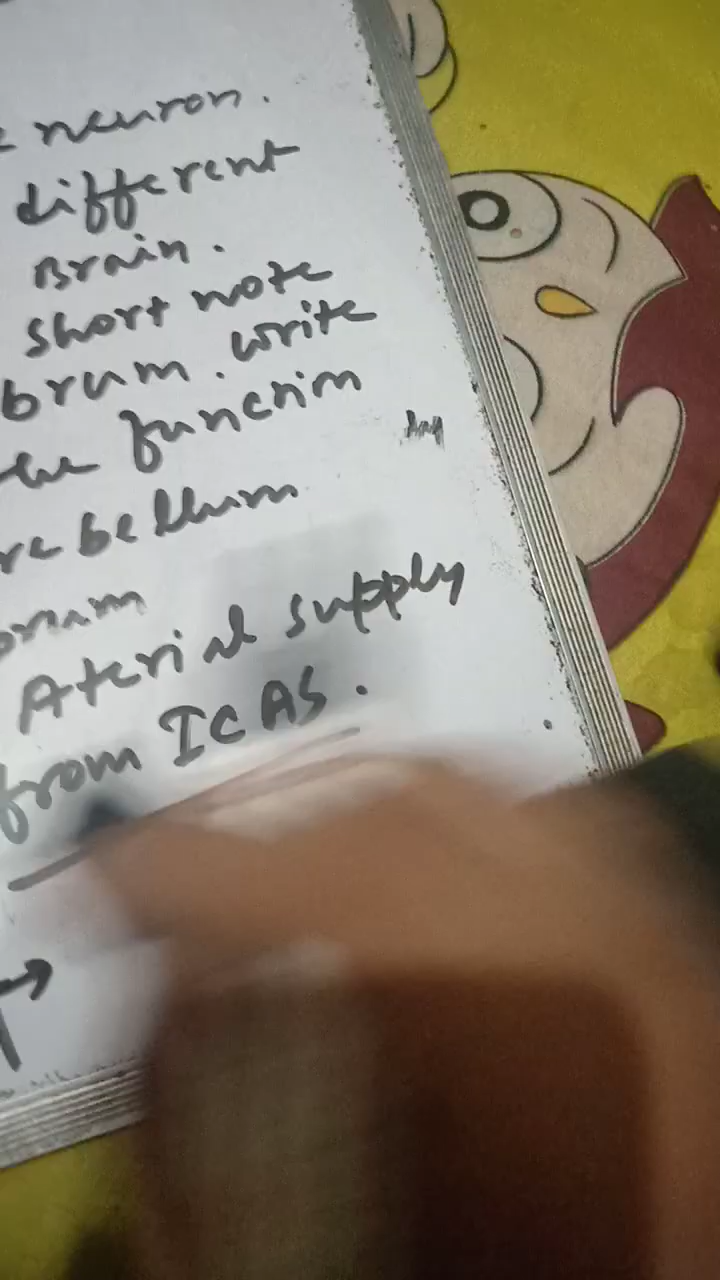 neuron.
different
Brain.
Short note
brum. write
the function
rebellum
Aterial supply
from ICAS.